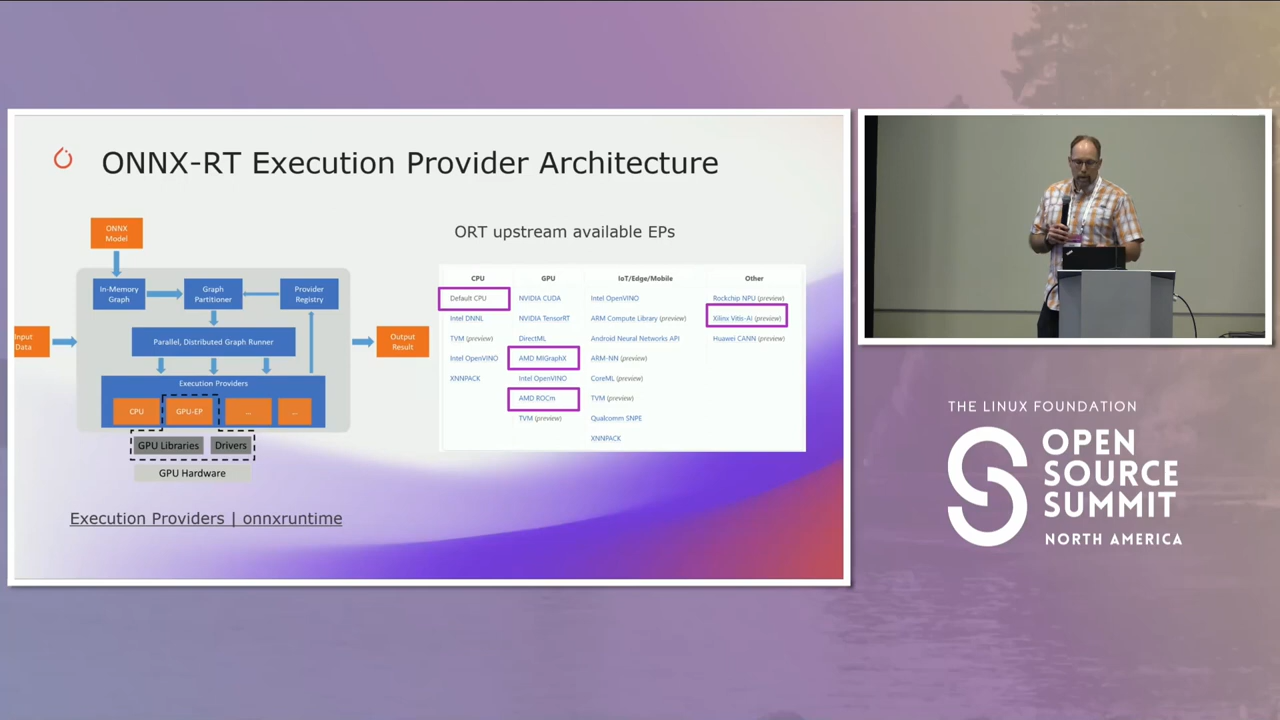 ONNX-RT Execution Provider Architecture
ONNX
Model
In-Memory
Graph
Graph
Partitioner
Provider
Registry
Input
Data
Parallel, Distributed Graph Runner
Output
Result
Execution Providers
CPU
GPU-EP
...
...
GPU Libraries
Drivers
GPU Hardware
Execution Providers | onnxruntime
ORT upstream available EPs
CPU
Default CPU
Intel DNNL
TVM (preview)
Intel OpenVINO
XNNPACK
GPU
NVIDIA CUDA
NVIDIA TensorRT
DirectML
AMD MIGraphX
Intel OpenVINO
AMD ROCm
TVM (preview)
IoT/Edge/Mobile
Intel OpenVINO
ARM Compute Library (preview)
Android Neural Networks API
ARM-NN (preview)
CoreML (preview)
TVM (preview)
Qualcomm SNPE
XNNPACK
Other
Rockchip NPU (preview)
Xilinx Vitis-AI (preview)
Huawei CANN (preview)
THE LINUX FOUNDATION
OPEN
SOURCE
SUMMIT
NORTH AMERICA